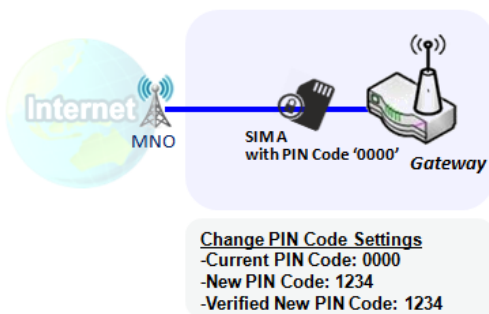 Internet
MNO
SIM A
with PIN Code ‘0000’
Gateway
Change PIN Code Settings
-Current PIN Code: 0000
-New PIN Code: 1234
-Verified New PIN Code: 1234